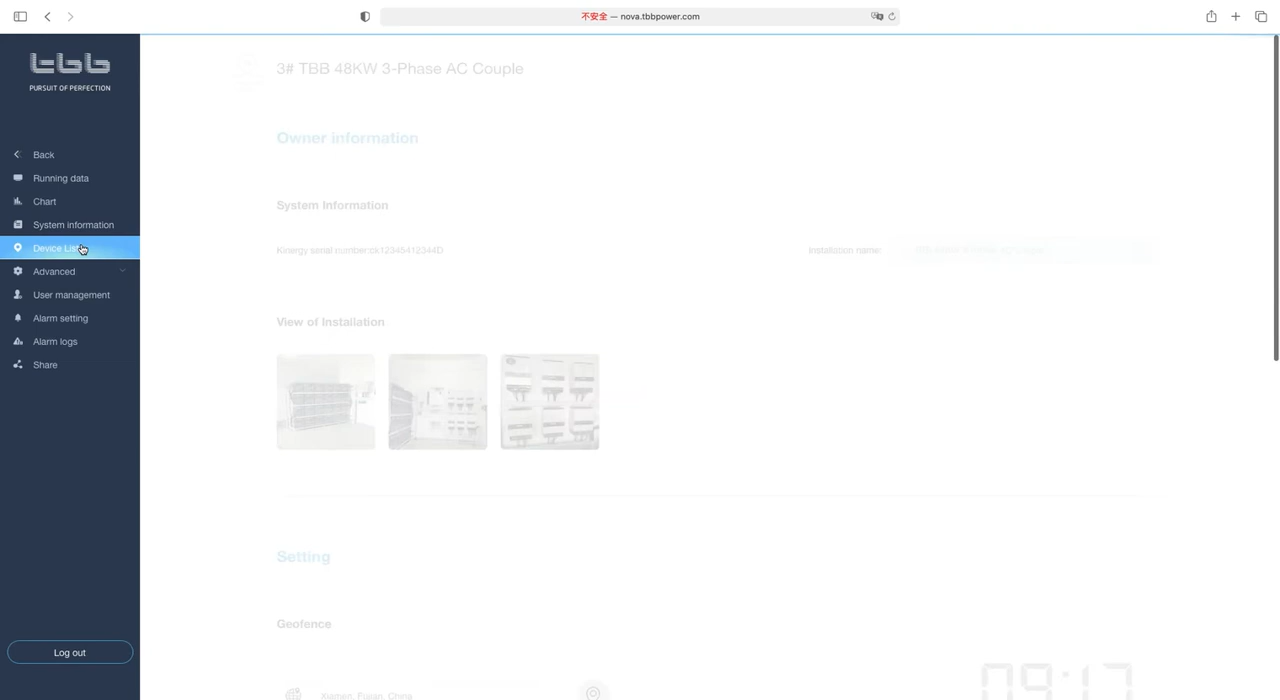 不安全 — nova.tbbpower.com
tbb
PURSUIT OF PERFECTION
Back
Running data
Chart
System information
Device List
Advanced
User management
Alarm setting
Alarm logs
Share
Log out
3# TBB 48KW 3-Phase AC Couple
Owner information
System Information
Kinergy serial number:ck12345412344D
Installation name:
View of Installation
Setting
Geofence
Xiamen, Fujian, China
09:17